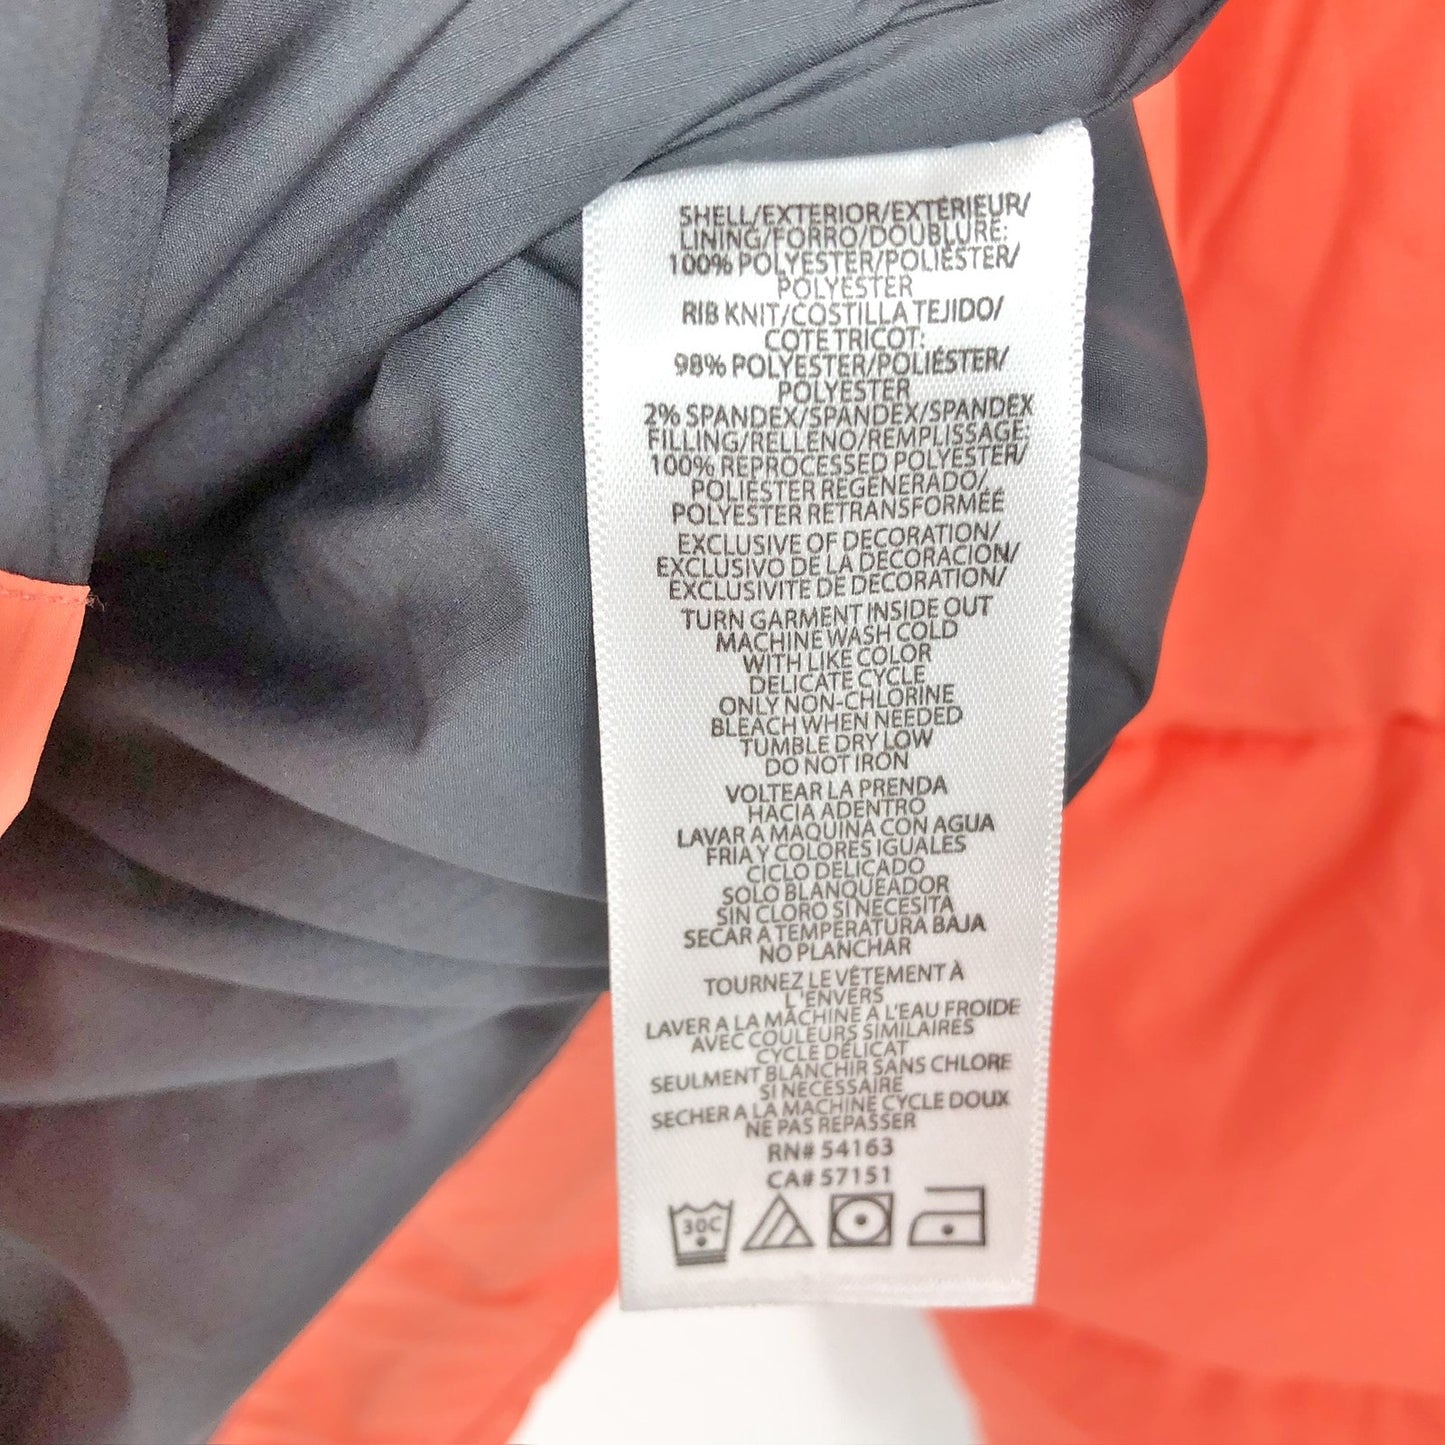 SHELL/EXTERIOR/EXTÉRIEUR/
LINING/FORRO/DOUBLURE:
100% POLYESTER/POLIÉSTER/
POLYESTER
RIB KNIT/COSTILLA TEJIDO/
COTE TRICOT:
98% POLYESTER/POLIÉSTER/
POLYESTER
2% SPANDEX/SPANDEX/SPANDEX
FILLING/RELLENO/REMPLISSAGE:
100% REPROCESSED POLYESTER/
POLIESTER REGENERADO/
POLYESTER RETRANSFORMÉÉ
EXCLUSIVE OF DECORATION/
EXCLUSIVO DE LA DECORACION/
EXCLUSIVITE DE DECORATION/
TURN GARMENT INSIDE OUT
MACHINE WASH COLD
WITH LIKE COLOR
DELICATE CYCLE
ONLY NON-CHLORINE
BLEACH WHEN NEEDED
TUMBLE DRY LOW
DO NOT IRON
VOLTEAR LA PRENDA
HACIA ADENTRO
LAVAR A MAQUINA CON AGUA
FRIA Y COLORES IGUALES
CICLO DELICADO
SOLO BLANQUEADOR
SIN CLORO SI NECESITA
SECAR A TEMPERATURA BAJA
NO PLANCHAR
TOURNEZ LE VÊTEMENT À
L'ENVERS
LAVER A LA MACHINE A L'EAU FROIDE
AVEC COULEURS SIMILAIRES
CYCLE DÉLICAT
SEULMENT BLANCHIR SANS CHLORE
SI NECESSAIRE
SECHER A LA MACHINE CYCLE DOUX
NE PAS REPASSER
RN# 54163
CA# 57151
30C